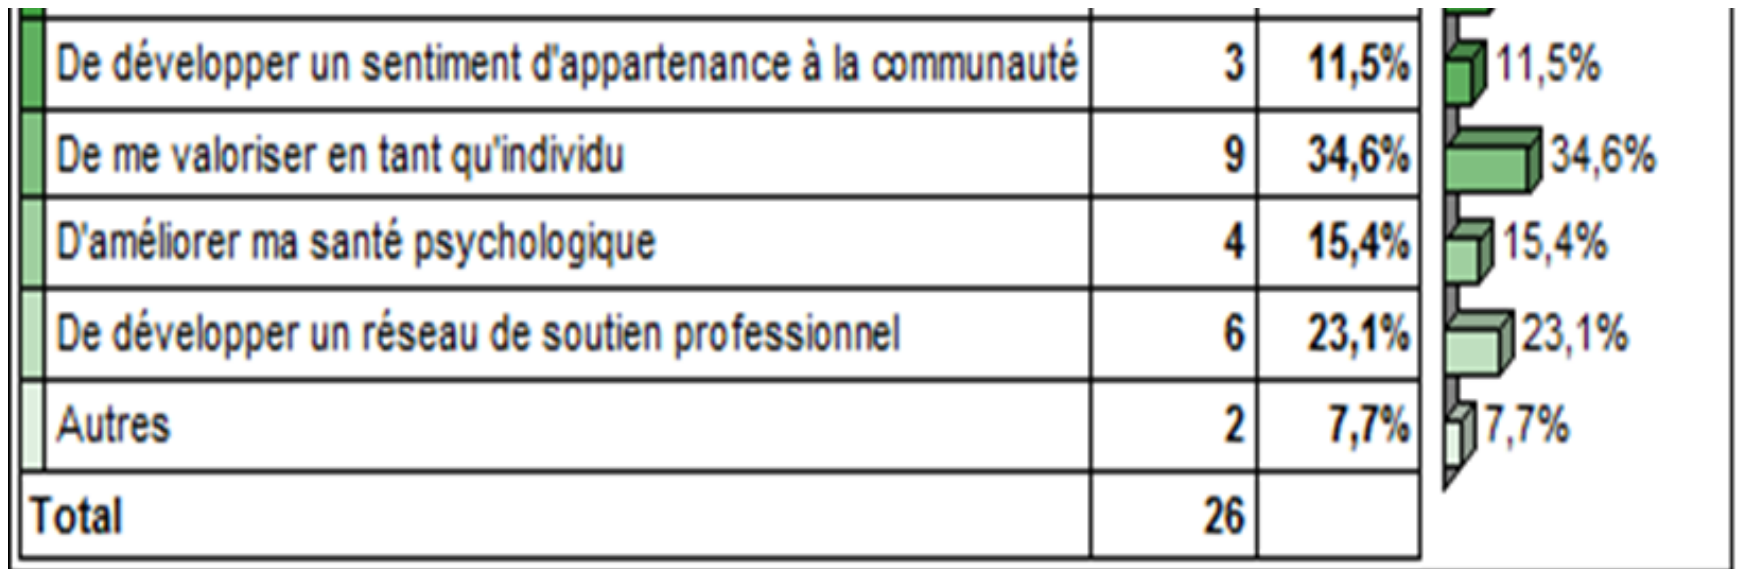 De développer un sentiment d'appartenance à la communauté 3 11,5% 11,5%
De me valoriser en tant qu'individu 9 34,6% 34,6%
D'améliorer ma santé psychologique 4 15,4% 15,4%
De développer un réseau de soutien professionnel 6 23,1% 23,1%
Autres 2 7,7% 7,7%
Total 26